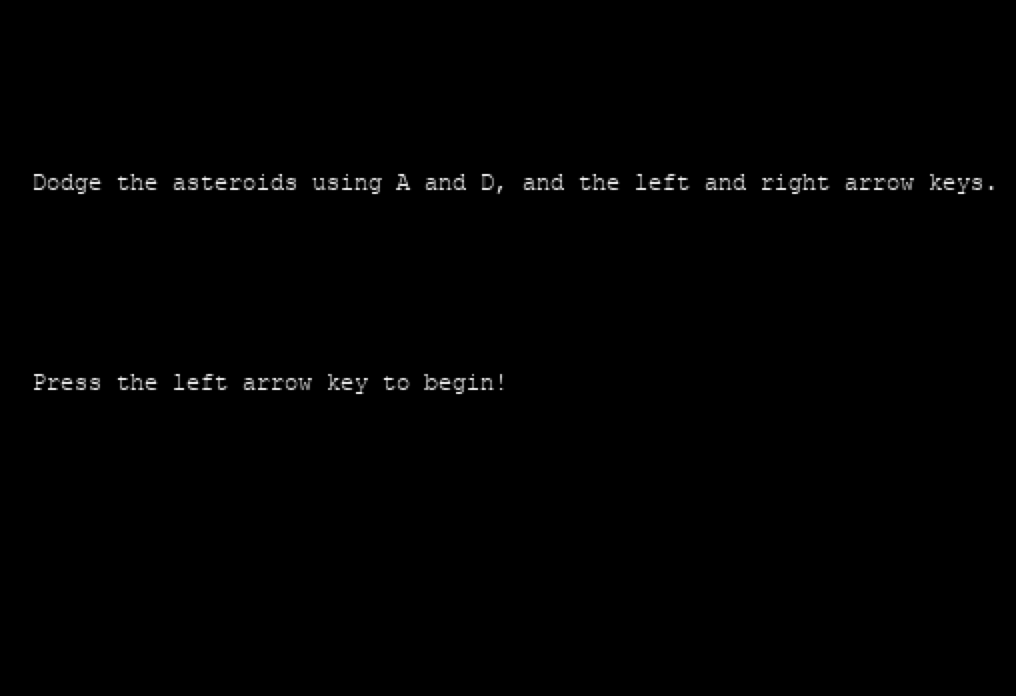 Dodge the asteroids using A and D, and the left and right arrow keys.
Press the left arrow key to begin!